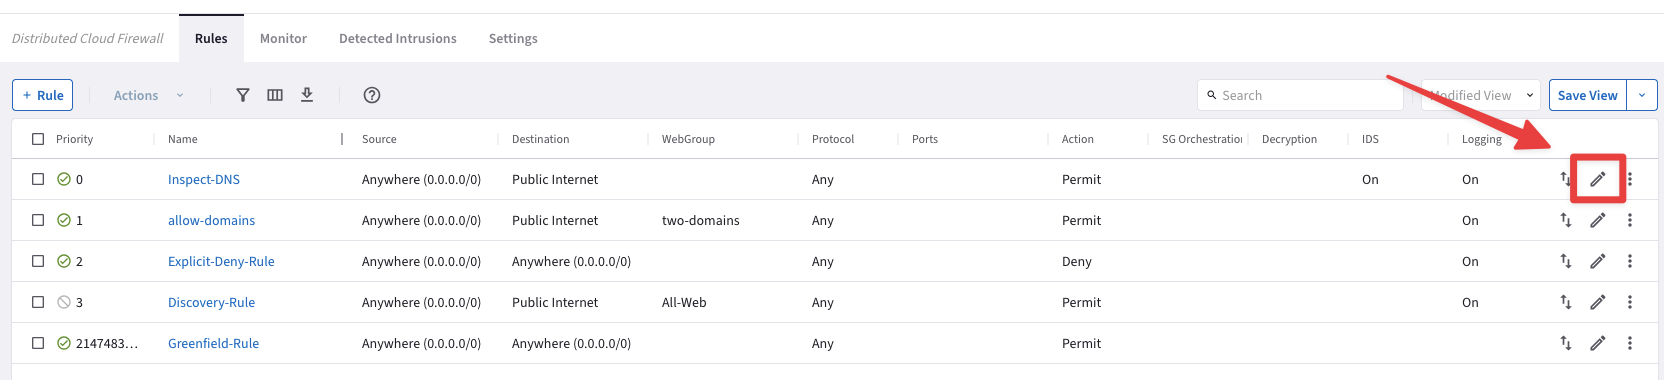 Distributed Cloud Firewall Rules Monitor Detected Intrusions Settings
+ Rule Actions Search Modified View Save View
Priority Name Source Destination WebGroup Protocol Ports Action SG Orchestration Decryption IDS Logging
0 Inspect-DNS Anywhere (0.0.0.0/0) Public Internet Any Permit On On
1 allow-domains Anywhere (0.0.0.0/0) Public Internet two-domains Any Permit On
2 Explicit-Deny-Rule Anywhere (0.0.0.0/0) Anywhere (0.0.0.0/0) Any Deny On
3 Discovery-Rule Anywhere (0.0.0.0/0) Public Internet All-Web Any Permit On
2147483... Greenfield-Rule Anywhere (0.0.0.0/0) Anywhere (0.0.0.0/0) Any Permit